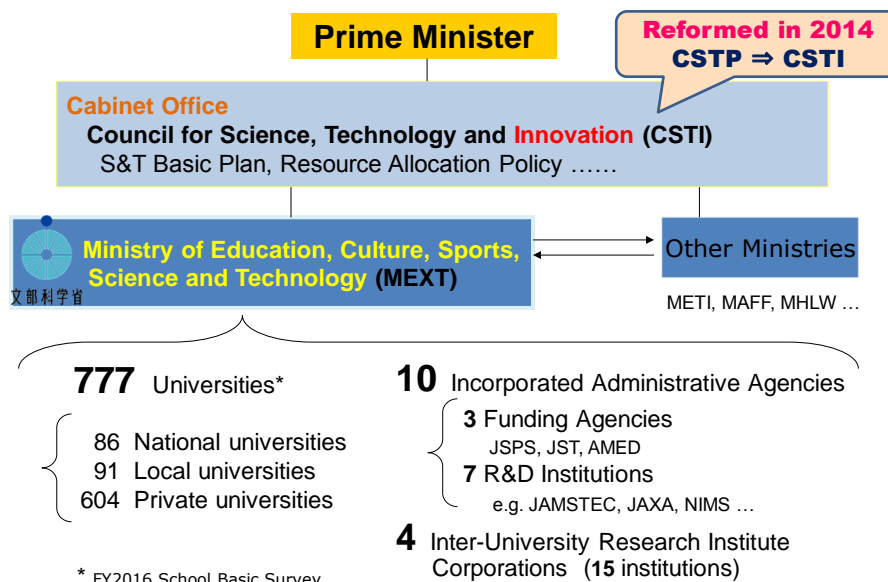 Prime Minister
Reformed in 2014
CSTP ⇒ CSTI
Cabinet Office
Council for Science, Technology and Innovation (CSTI)
S&T Basic Plan, Resource Allocation Policy ……
Ministry of Education, Culture, Sports,
Science and Technology (MEXT)
文部科学省
Other Ministries
METI, MAFF, MHLW …
777 Universities*
86 National universities
91 Local universities
604 Private universities
* FY2016 School Basic Survey
10 Incorporated Administrative Agencies
3 Funding Agencies
JSPS, JST, AMED
7 R&D Institutions
e.g. JAMSTEC, JAXA, NIMS …
4 Inter-University Research Institute
Corporations (15 institutions)